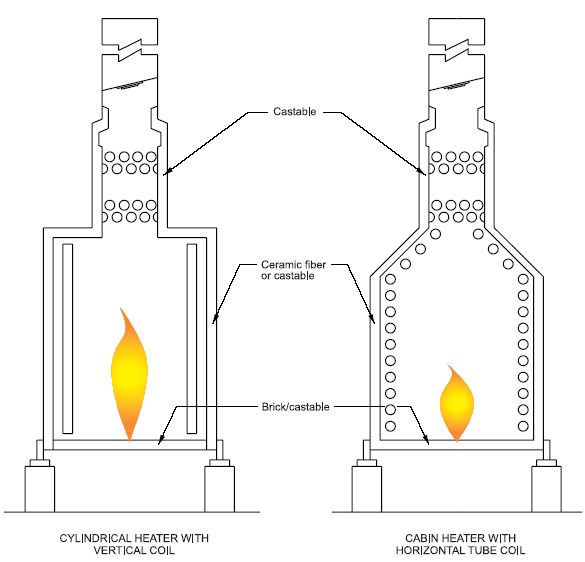 Castable
Ceramic fiber
or castable
Brick/castable
CYLINDRICAL HEATER WITH
VERTICAL COIL
CABIN HEATER WITH
HORIZONTAL TUBE COIL